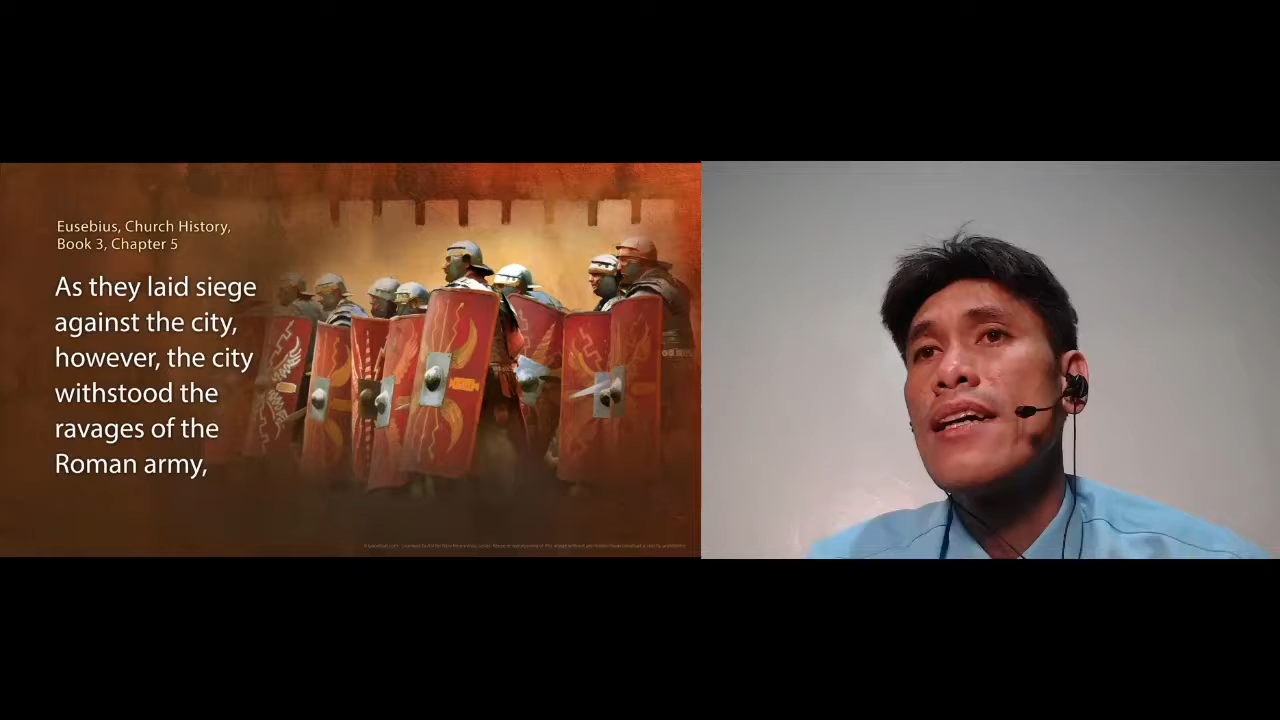 Eusebius, Church History,
Book 3, Chapter 5
As they laid siege
against the city,
however, the city
withstood the
ravages of the
Roman army,